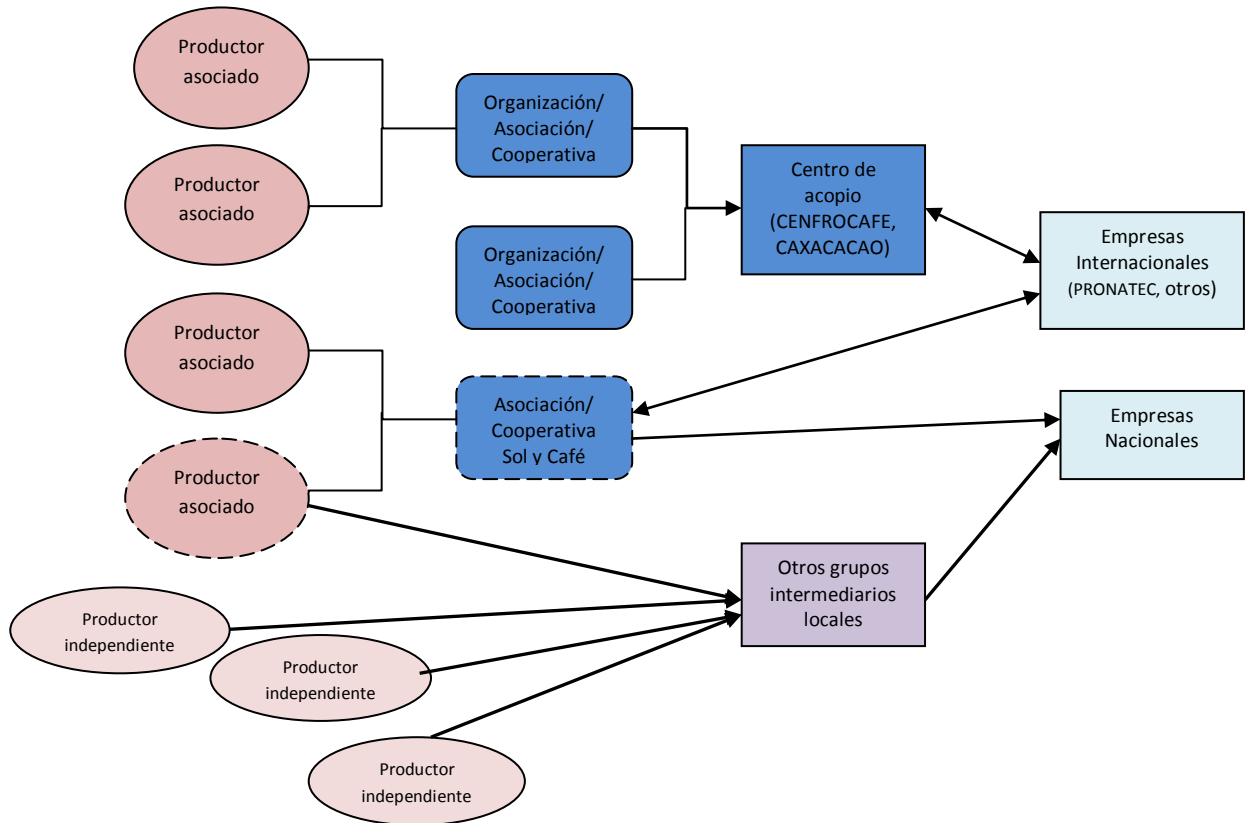 Productor
asociado
Productor
asociado
Productor
asociado
Productor
asociado
Productor
independiente
Productor
independiente
Productor
independiente
Organización/
Asociación/
Cooperativa
Organización/
Asociación/
Cooperativa
Asociación/
Cooperativa
Sol y Café
Centro de
acopio
(CENFROCAFE,
CAXACACAO)
Otros grupos
intermediarios
locales
Empresas
Internacionales
(PRONATEC, otros)
Empresas
Nacionales